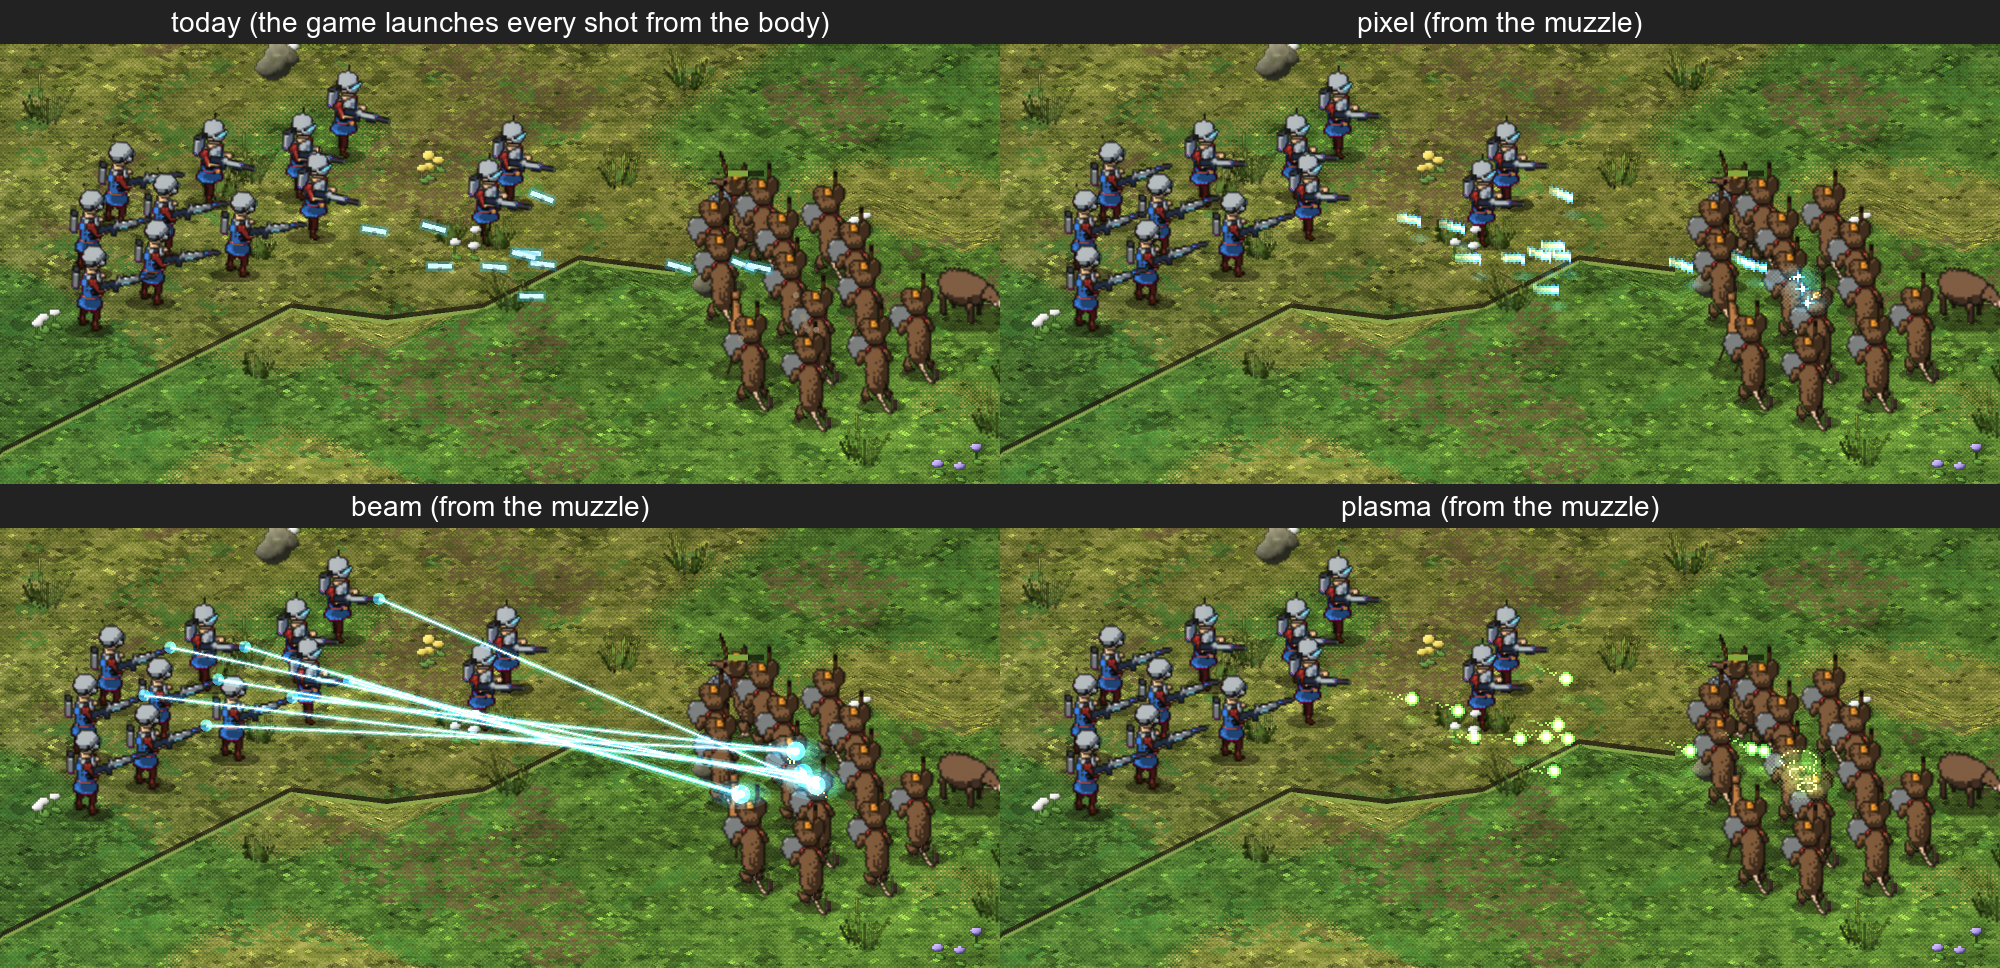 today (the game launches every shot from the body)
pixel (from the muzzle)
beam (from the muzzle)
plasma (from the muzzle)